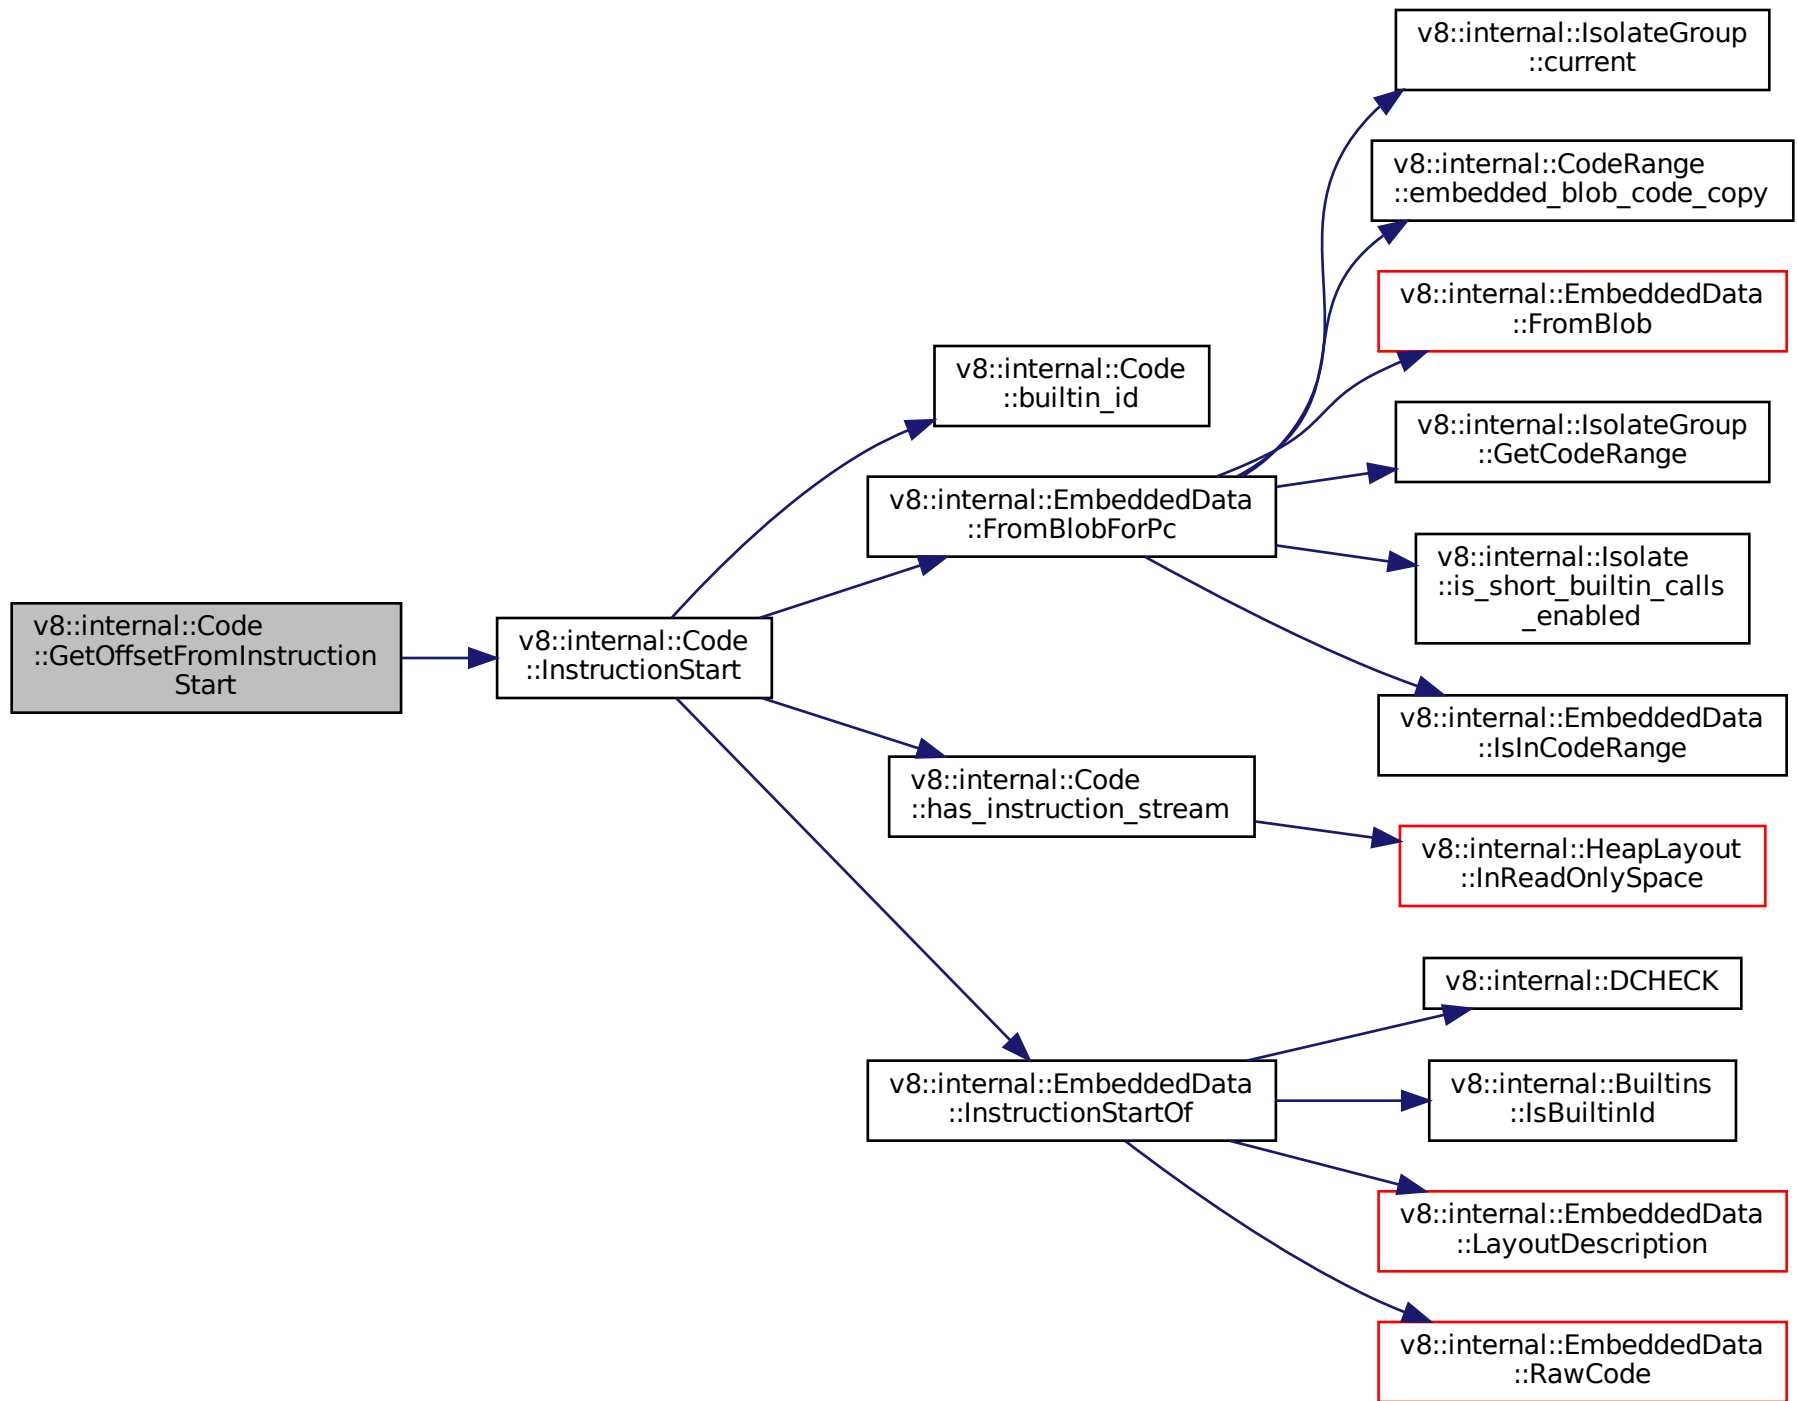 v8::internal::IsolateGroup
::current
v8::internal::CodeRange
::embedded_blob_code_copy
v8::internal::EmbeddedData
::FromBlob
v8::internal::Code
::builtin_id
v8::internal::IsolateGroup
::GetCodeRange
v8::internal::EmbeddedData
::FromBlobForPc
v8::internal::Isolate
::is_short_builtin_calls
_enabled
v8::internal::Code
::GetOffsetFromInstruction
Start
v8::internal::Code
::InstructionStart
v8::internal::EmbeddedData
::IsInCodeRange
v8::internal::Code
::has_instruction_stream
v8::internal::HeapLayout
::InReadOnlySpace
v8::internal::DCHECK
v8::internal::EmbeddedData
::InstructionStartOf
v8::internal::Builtins
::IsBuiltinId
v8::internal::EmbeddedData
::LayoutDescription
v8::internal::EmbeddedData
::RawCode